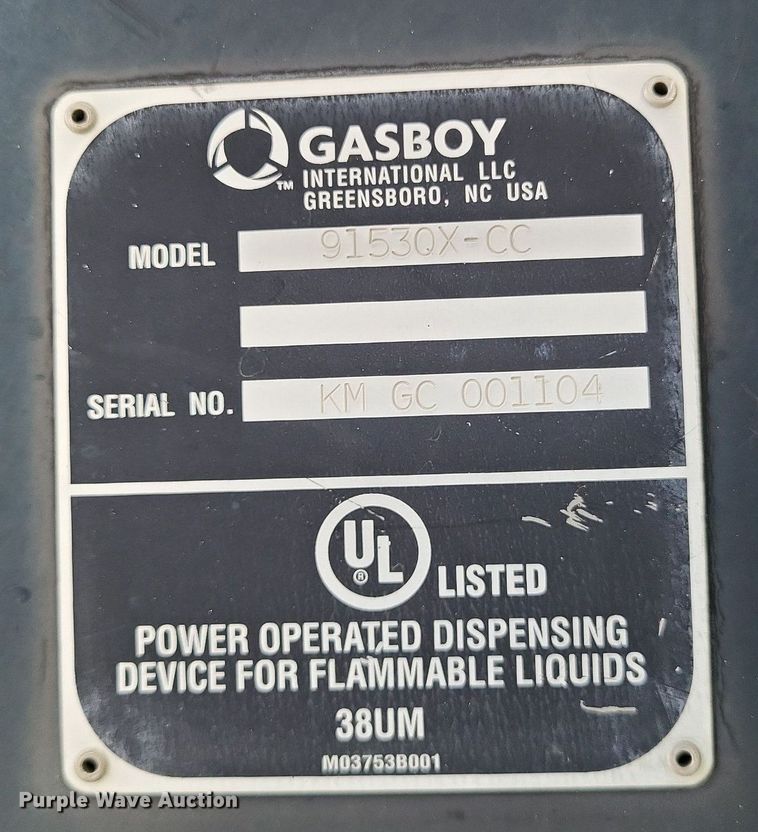 GASBOY
TM
INTERNATIONAL LLC
GREENSBORO, NC USA
MODEL 9153QX-CC
SERIAL NO. KM GC 001104
UL
®
LISTED
POWER OPERATED DISPENSING
DEVICE FOR FLAMMABLE LIQUIDS
38UM
M03753B001
Purple Wave Auction